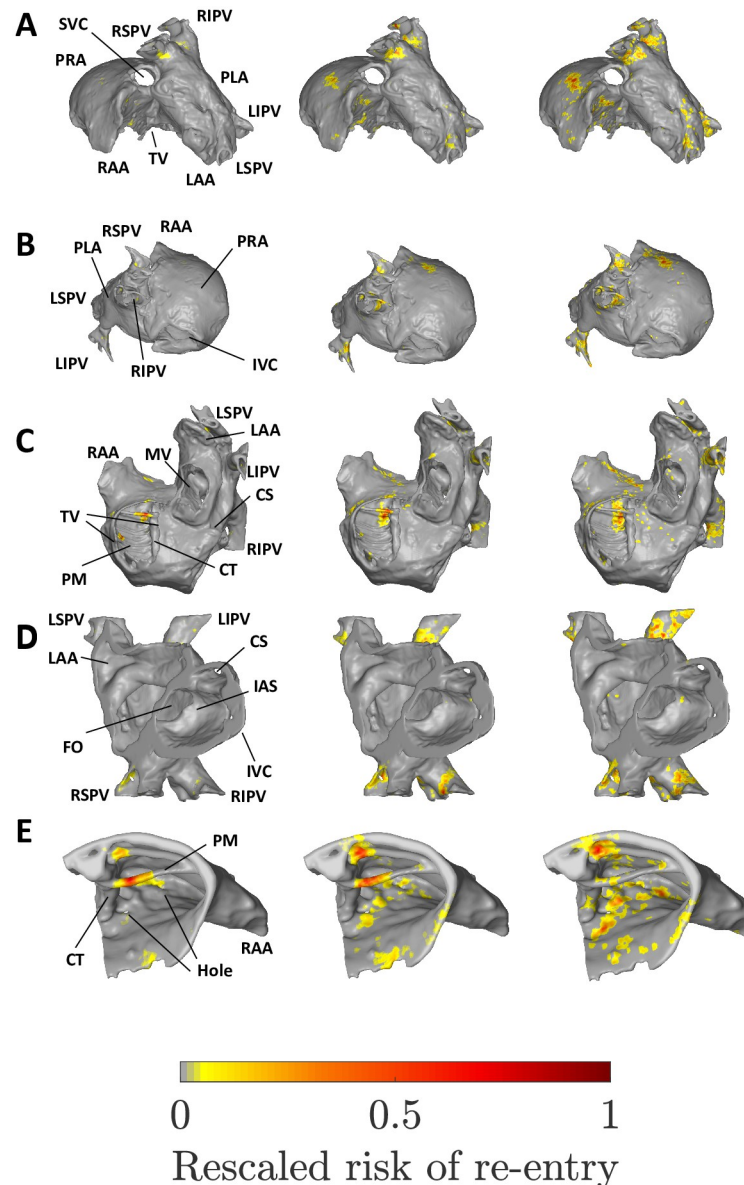 A
SVC
RSPV
RIPV
PRA
PLA
LIPV
TV
RAA
LAA
LSPV
B
RSPV
RAA
PLA
PRA
LSPV
LIPV
RIPV
IVC
C
LSPV
LAA
RAA
MV
LIPV
CS
TV
RIPV
PM
CT
D
LSPV
LIPV
CS
LAA
IAS
FO
IVC
RSPV
RIPV
E
PM
RAA
CT
Hole
0 0.5 1
Rescaled risk of re-entry